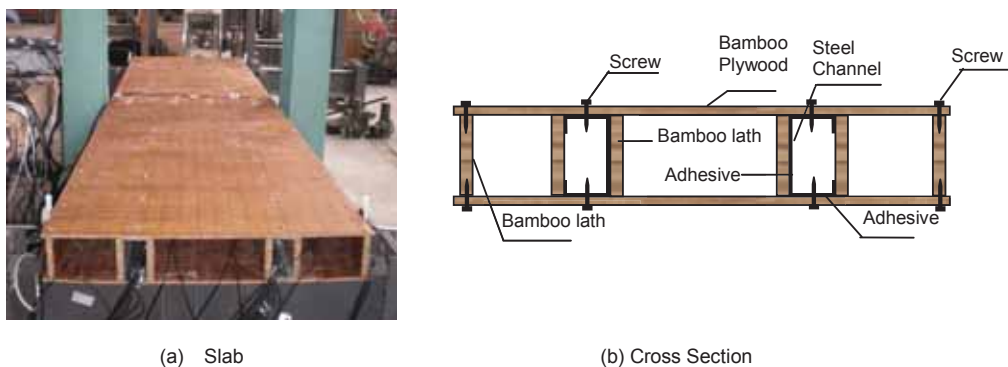 Screw
Bamboo
Plywood
Steel
Channel
Screw
Bamboo lath
Adhesive
Bamboo lath
Adhesive
(a) Slab
(b) Cross Section